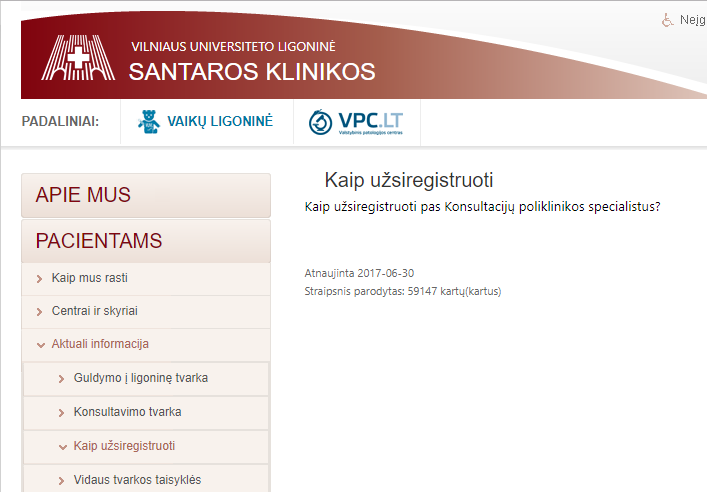 Neįg
VILNIAUS UNIVERSITETO LIGONINĖ
SANTAROS KLINIKOS
PADALINIAI:
VAIKŲ LIGONINĖ
VPC.LT
Valstybinis patologijos centras
APIE MUS
PACIENTAMS
Kaip mus rasti
Centrai ir skyriai
Aktuali informacija
Guldymo į ligoninę tvarka
Konsultavimo tvarka
Kaip užsiregistruoti
Vidaus tvarkos taisyklės
Kaip užsiregistruoti
Kaip užsiregistruoti pas Konsultacijų poliklinikos specialistus?
Atnaujinta 2017-06-30
Straipsnis parodytas: 59147 kartų(kartus)